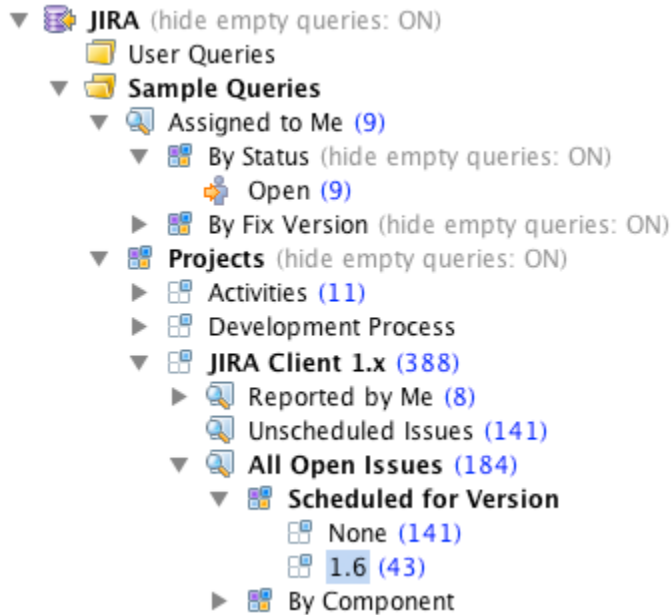 JIRA (hide empty queries: ON)
User Queries
Sample Queries
Assigned to Me (9)
By Status (hide empty queries: ON)
Open (9)
By Fix Version (hide empty queries: ON)
Projects (hide empty queries: ON)
Activities (11)
Development Process
JIRA Client 1.x (388)
Reported by Me (8)
Unscheduled Issues (141)
All Open Issues (184)
Scheduled for Version
None (141)
1.6 (43)
By Component